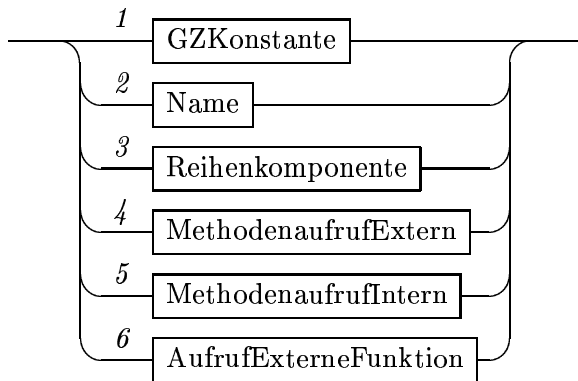 1 GZKonstante
2 Name
3 Reihenkomponente
4 MethodenaufrufExtern
5 MethodenaufrufIntern
6 AufrufExterneFunktion